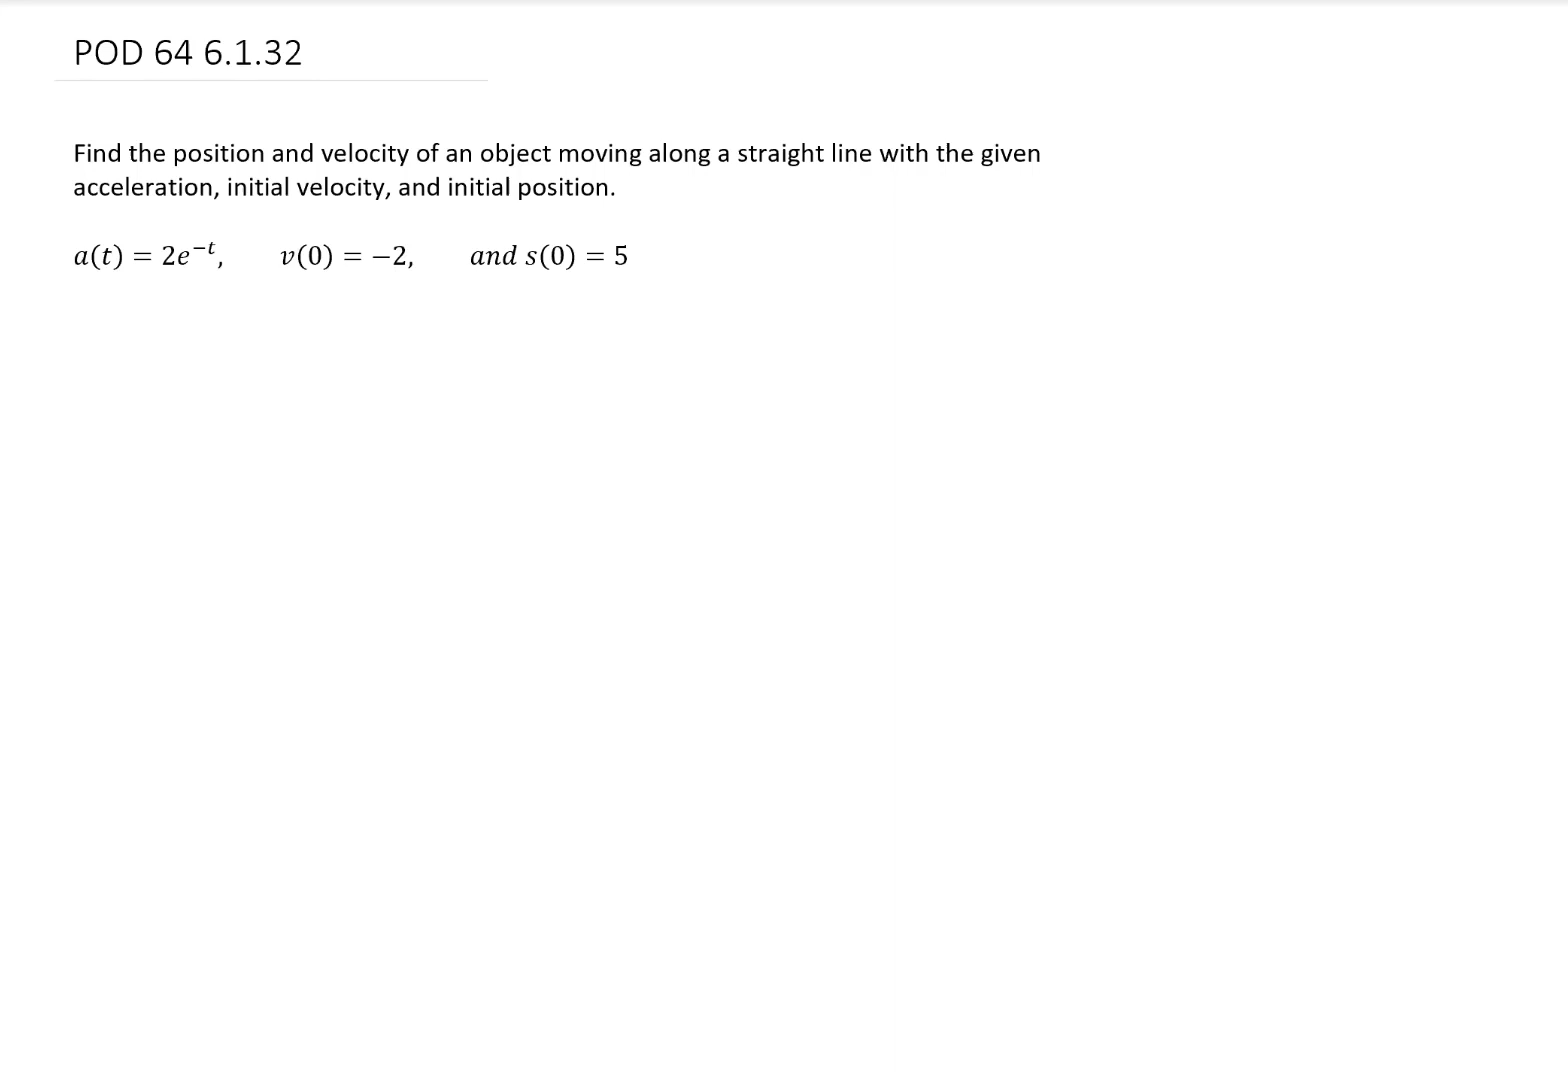 POD 64 6.1.32
Find the position and velocity of an object moving along a straight line with the given
acceleration, initial velocity, and initial position.
a(t) = 2e^{−t},   v(0) = −2,   and s(0) = 5